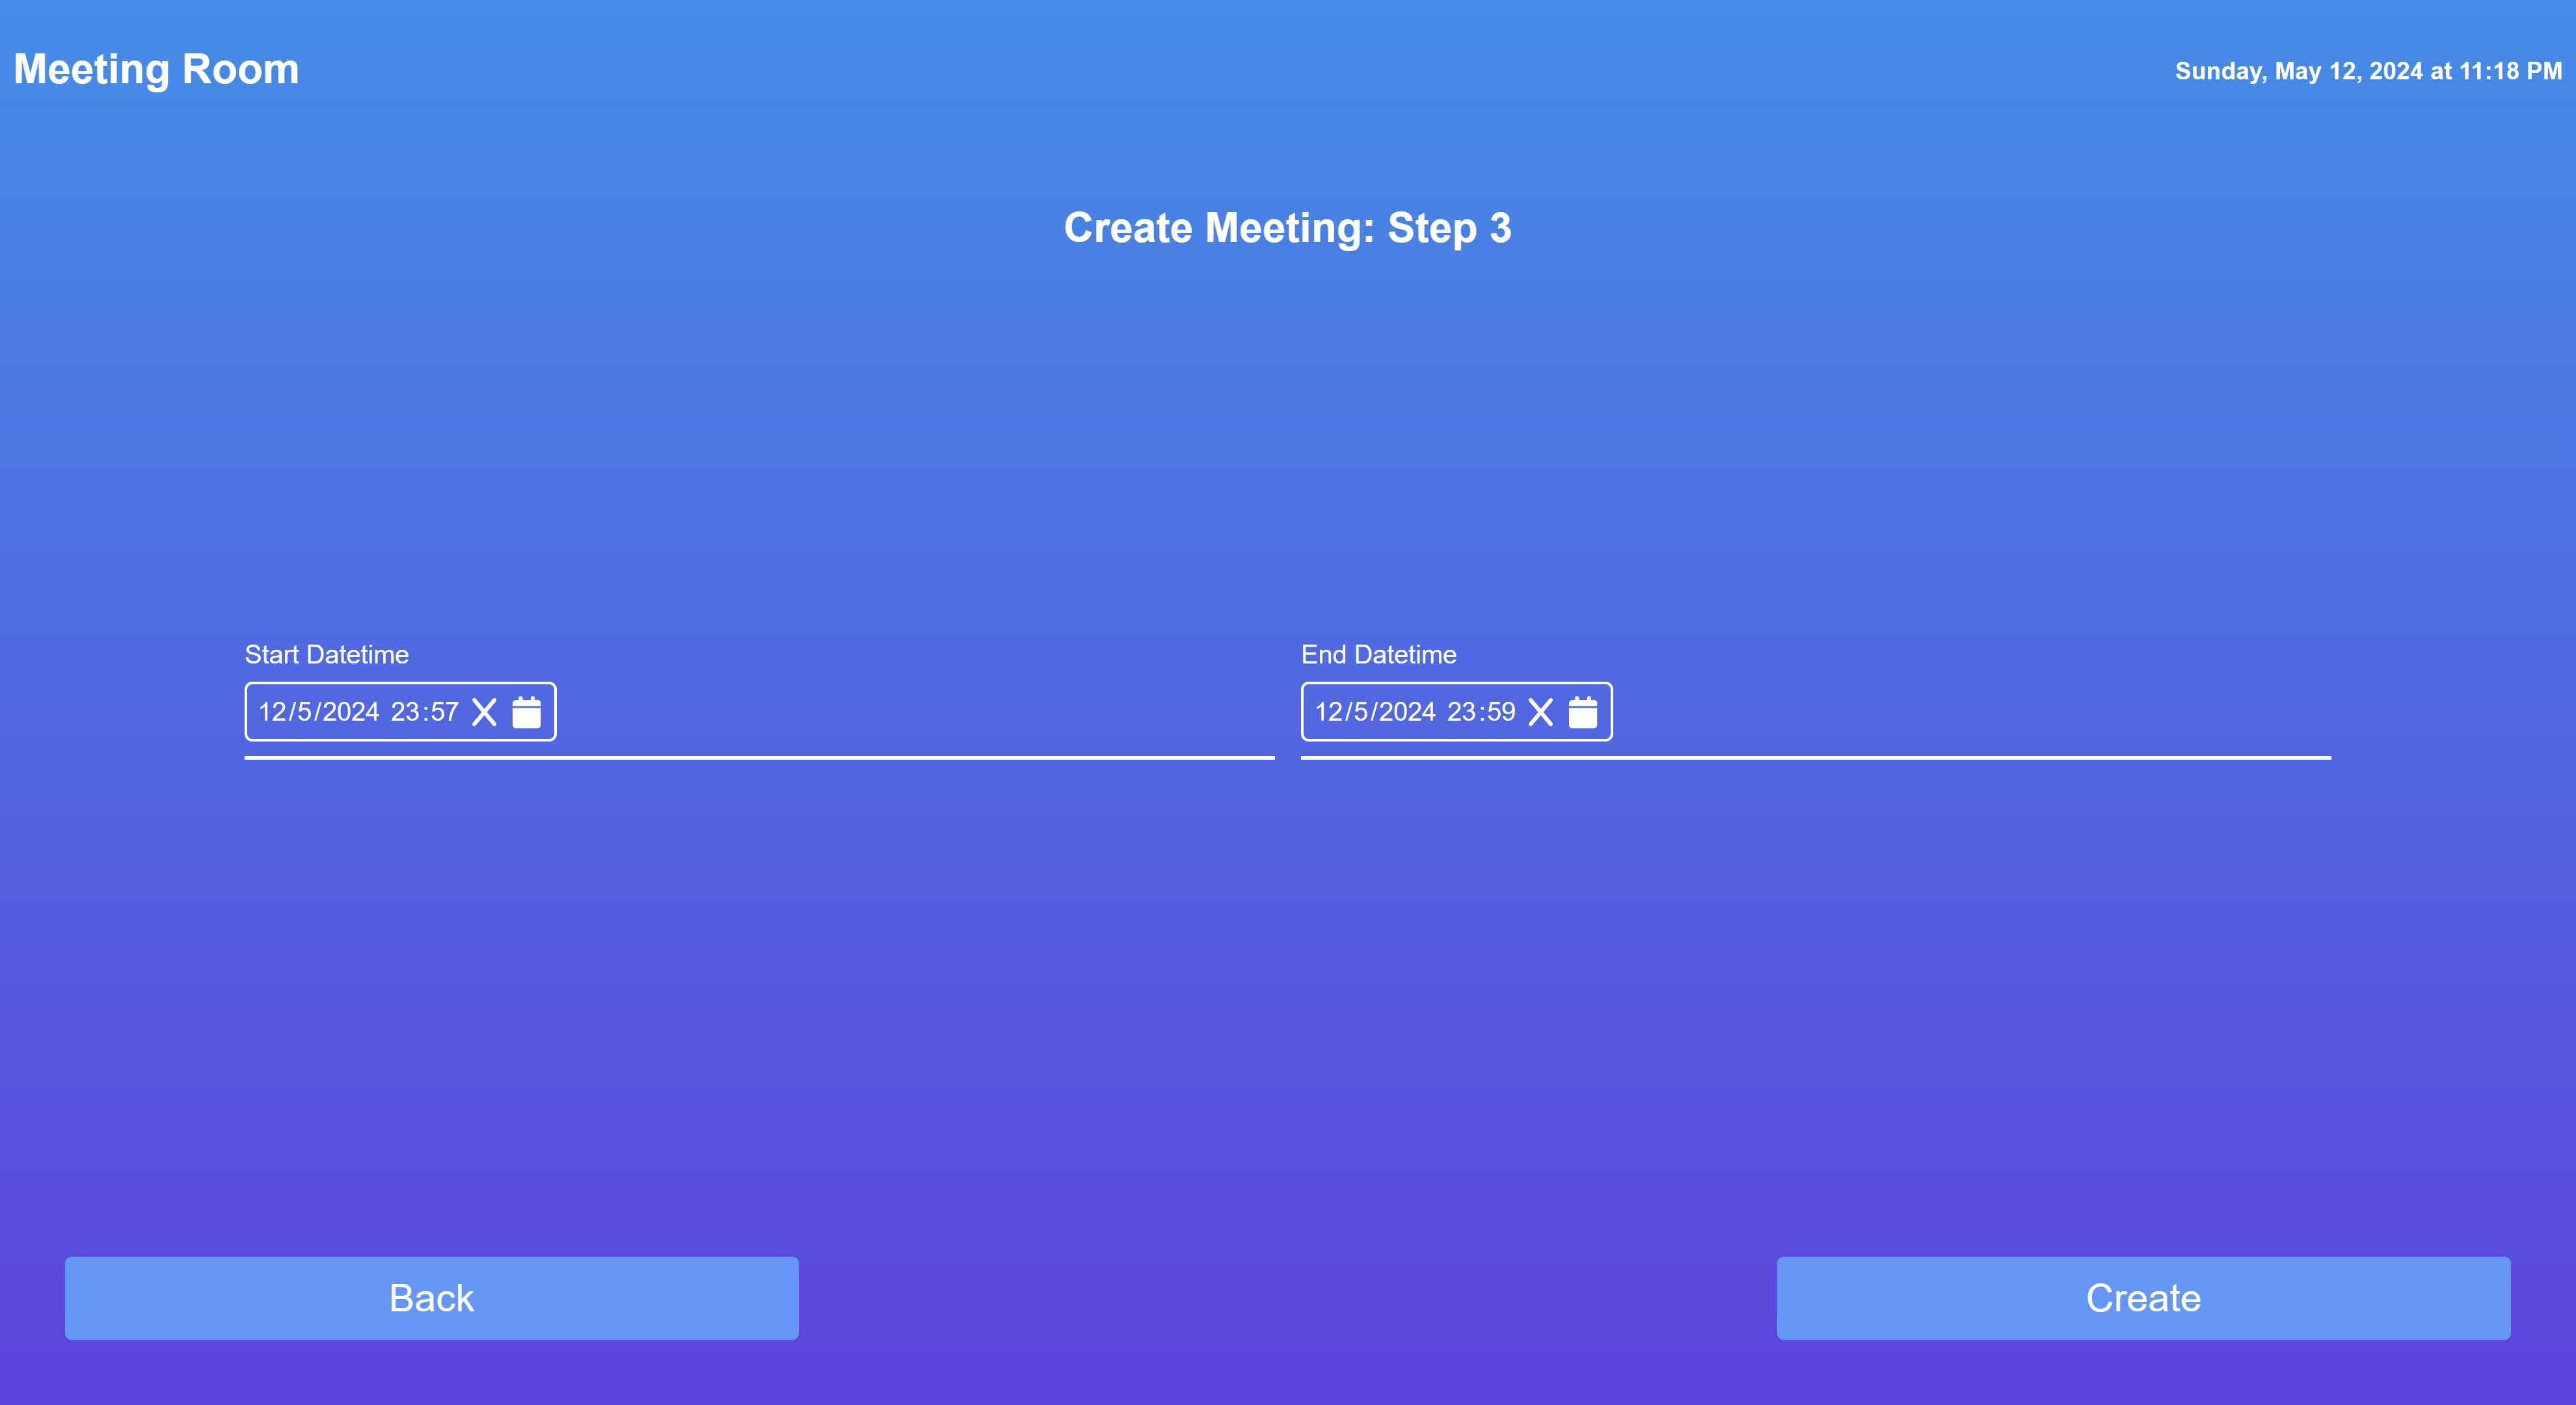 Meeting Room
Sunday, May 12, 2024 at 11:18 PM
Create Meeting: Step 3
Start Datetime
12/5/2024 23:57
End Datetime
12/5/2024 23:59
Back
Create